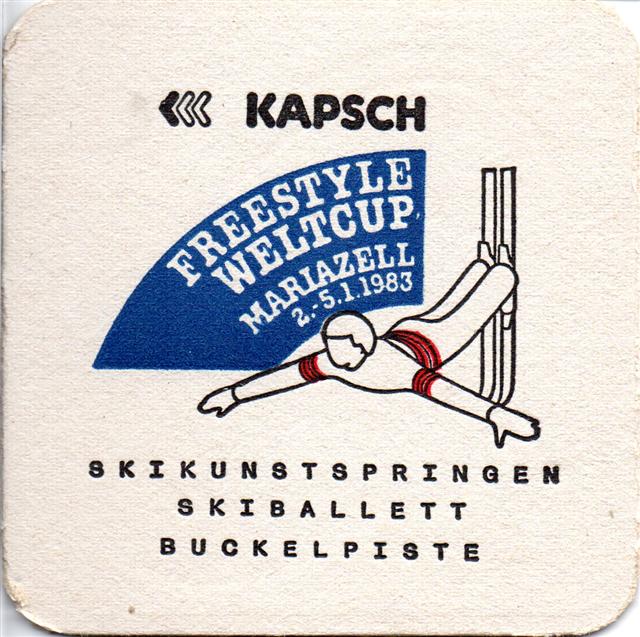 KAPSCH
FREESTYLE
WELTCUP
MARIAZELL
2.-5.1.1983
SKIKUNSTSPRINGEN
SKIBALLETT
BUCKELPISTE